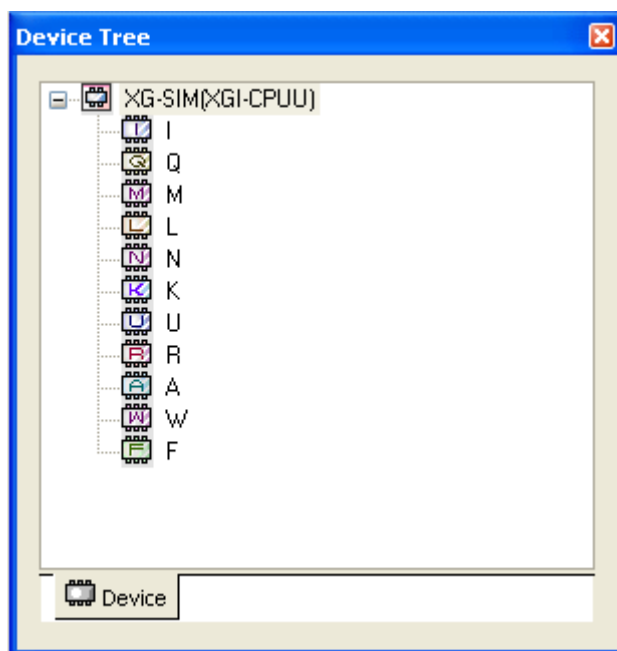 Device Tree
XG-SIM(XGI-CPUU)
I I
Q Q
M M
L L
N N
K K
U U
R R
A A
W W
F F
Device